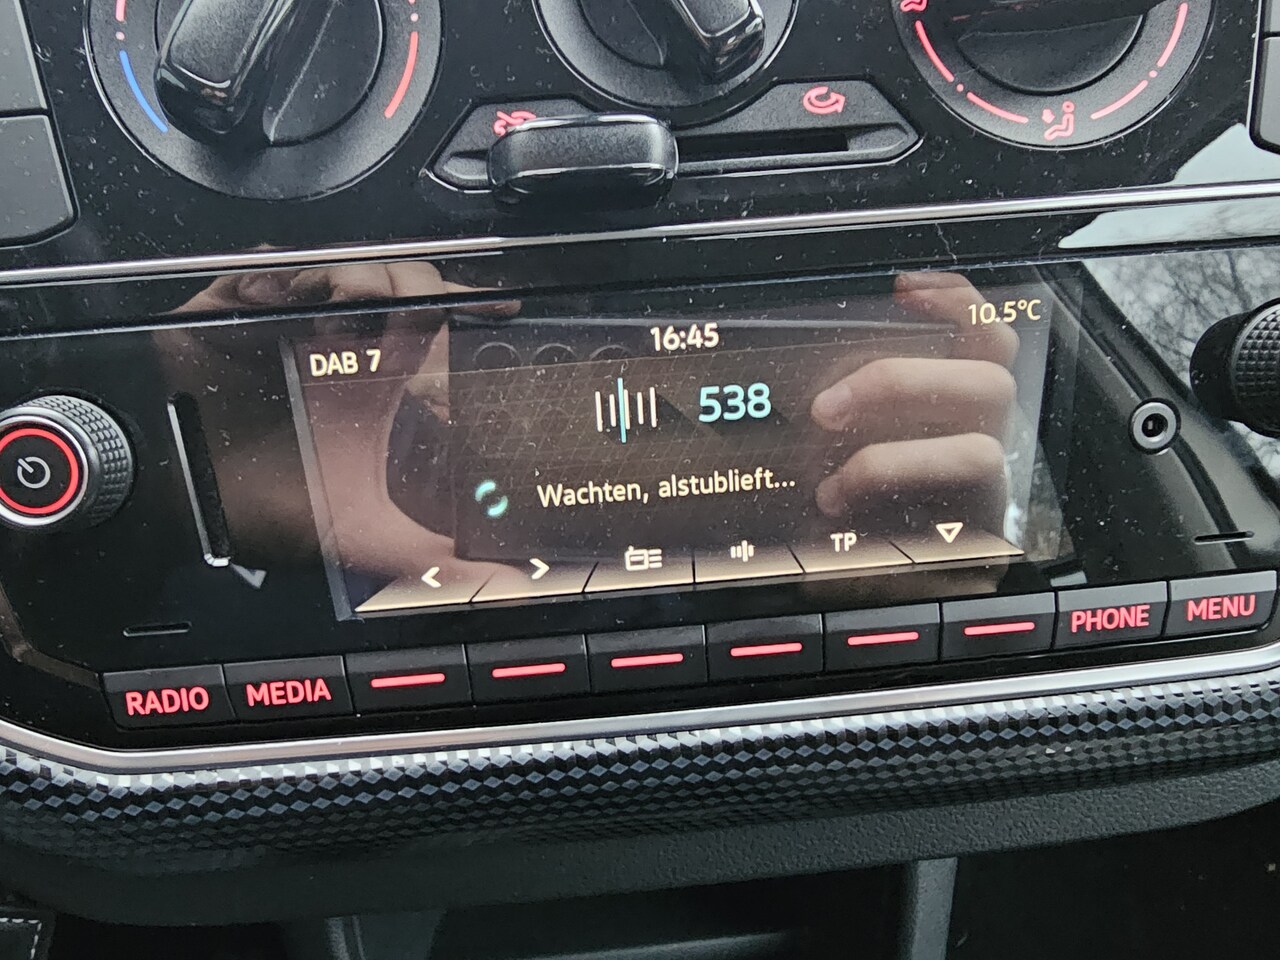 16:45
10.5°C
DAB 7
538
Wachten, alstublieft...
< > TP
RADIO MEDIA PHONE MENU